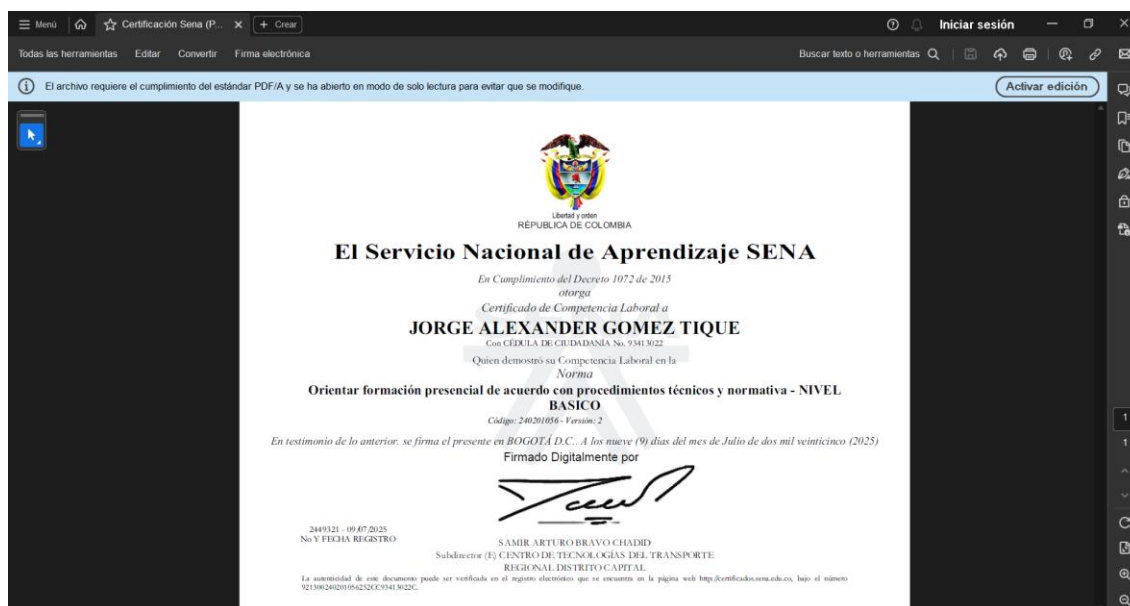 Menú
Certificación Sena (P...
Crear
Iniciar sesión
Todas las herramientas Editar Convertir Firma electrónica
Buscar texto o herramientas
El archivo requiere el cumplimiento del estándar PDF/A y se ha abierto en modo de solo lectura para evitar que se modifique.
Activar edición
Libertad y orden
RÉPUBLICA DE COLOMBIA
El Servicio Nacional de Aprendizaje SENA
En Cumplimiento del Decreto 1072 de 2015
otorga
Certificado de Competencia Laboral a
SENA
JORGE ALEXANDER GOMEZ TIQUE
Con CÉDULA DE CIUDADANÍA No. 93413022
Quien demostró su Competencia Laboral en la
Norma
Orientar formación presencial de acuerdo con procedimientos técnicos y normativa - NIVEL
BASICO
Código: 240201056 - Versión: 2
En testimonio de lo anterior. se firma el presente en BOGOTÁ D.C.. A los nueve (9) días del mes de Julio de dos mil veinticinco (2025)
Firmado Digitalmente por
2449321 - 09/07/2025
No Y FECHA REGISTRO
SAMIR ARTURO BRAVO CHADID
Subdirector (E) CENTRO DE TECNOLOGÍAS DEL TRANSPORTE
REGIONAL DISTRITO CAPITAL
La autenticidad de este documento puede ser verificada en el registro electrónico que se encuentra en la página web http://certificados.sena.edu.co, bajo el número
921300240201056252CC93413022C.
1
1